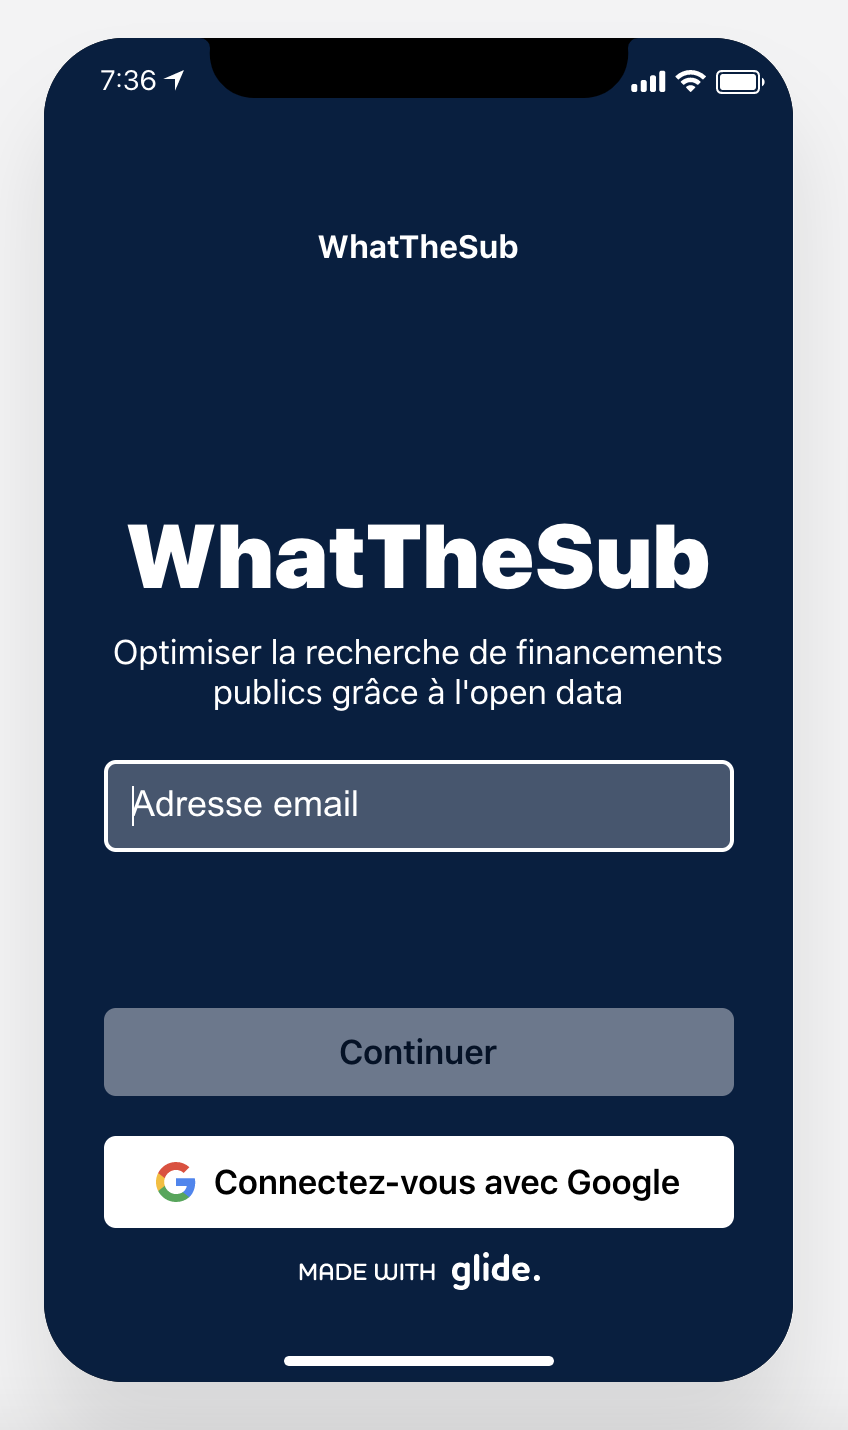 7:36
WhatTheSub
WhatTheSub
Optimiser la recherche de financements
publics grâce à l'open data
Adresse email
Continuer
Connectez-vous avec Google
MADE WITH glide.